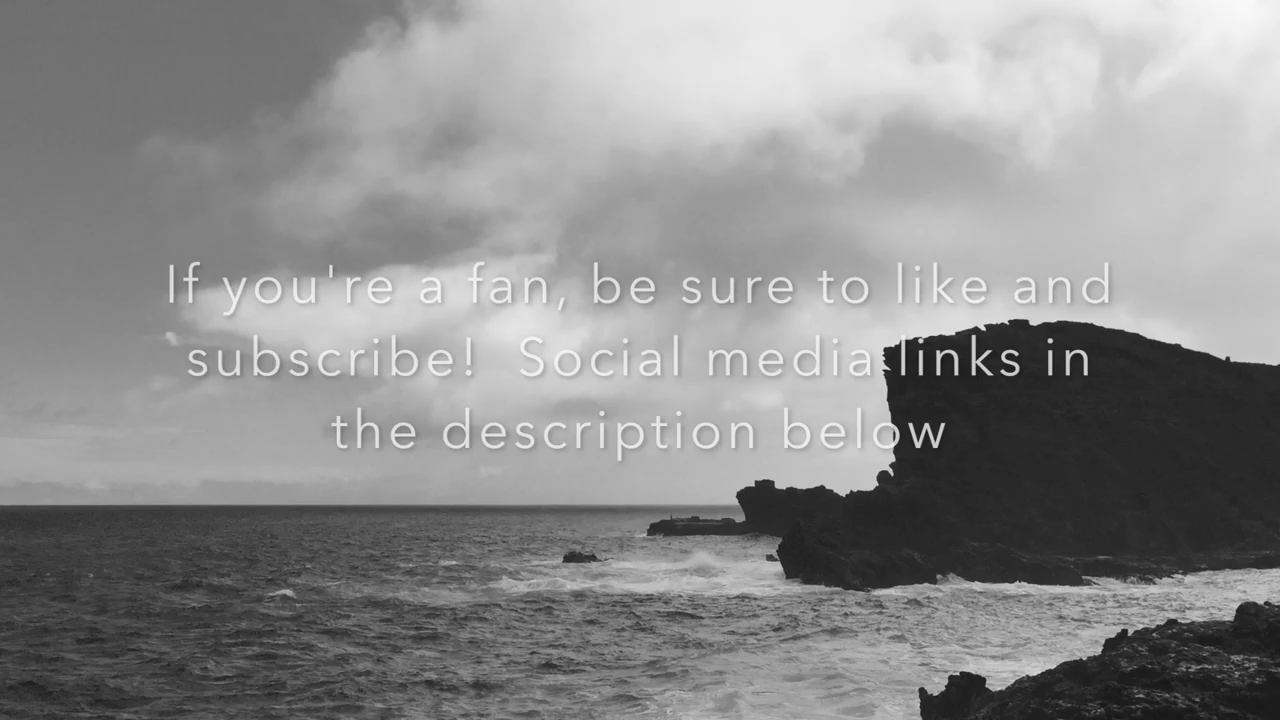 If you're a fan, be sure to like and
subscribe!  Social media links in
the description below